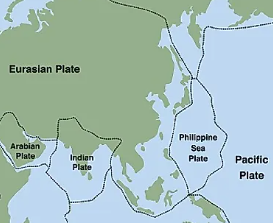 Eurasian Plate
Arabian
Plate
Indian
Plate
Philippine
Sea
Plate
Pacific
Plate